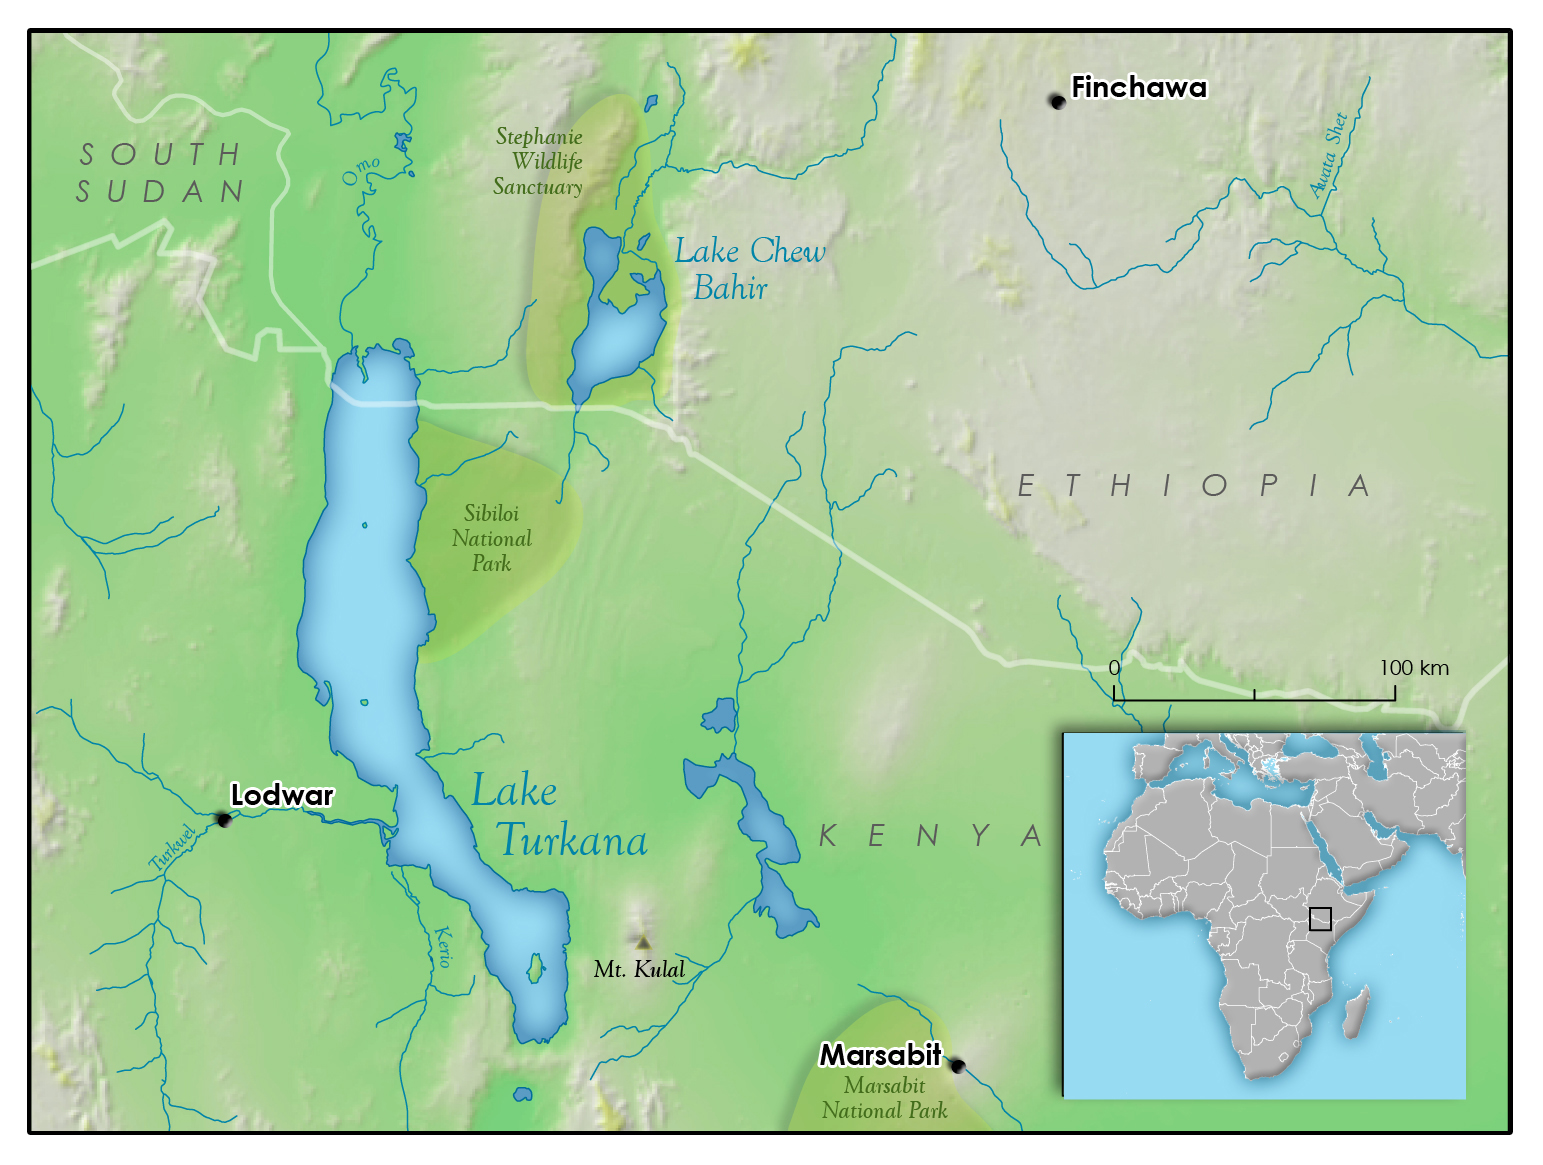 Finchawa
SOUTH
SUDAN
Omo
Stephanie
Wildlife
Sanctuary
Awata Shet
Lake Chew
Bahir
ETHIOPIA
Sibiloi
National
Park
0 100 km
Lodwar
Lake
Turkana
Turkwel
KENYA
Kerio
Mt. Kulal
Marsabit
Marsabit
National Park